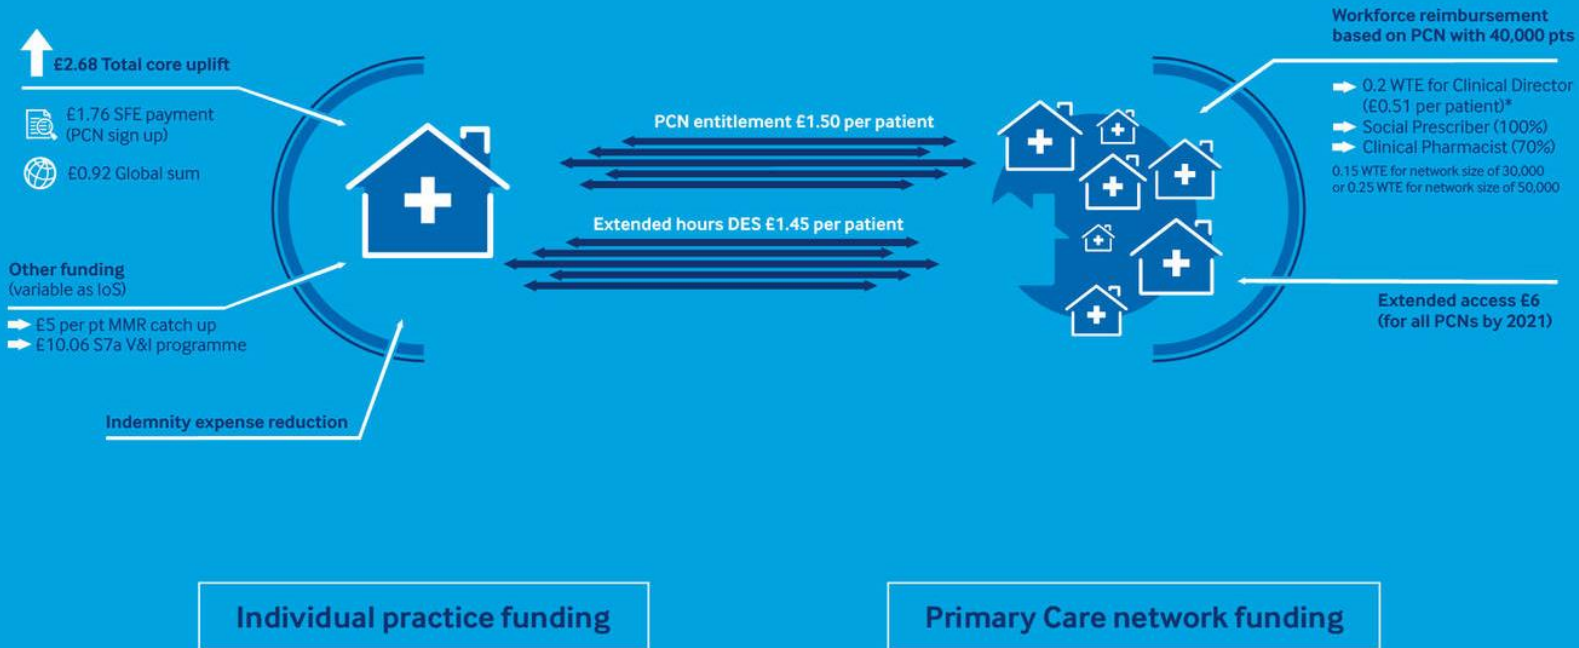 £2.68 Total core uplift
£1.76 SFE payment
(PCN sign up)
£0.92 Global sum
Other funding
(variable as IoS)
£5 per pt MMR catch up
£10.06 S7a V&I programme
Indemnity expense reduction
PCN entitlement £1.50 per patient
Extended hours DES £1.45 per patient
Workforce reimbursement
based on PCN with 40,000 pts
0.2 WTE for Clinical Director
(£0.51 per patient)*
Social Prescriber (100%)
Clinical Pharmacist (70%)
0.15 WTE for network size of 30,000
or 0.25 WTE for network size of 50,000
Extended access £6
(for all PCNs by 2021)
Individual practice funding
Primary Care network funding